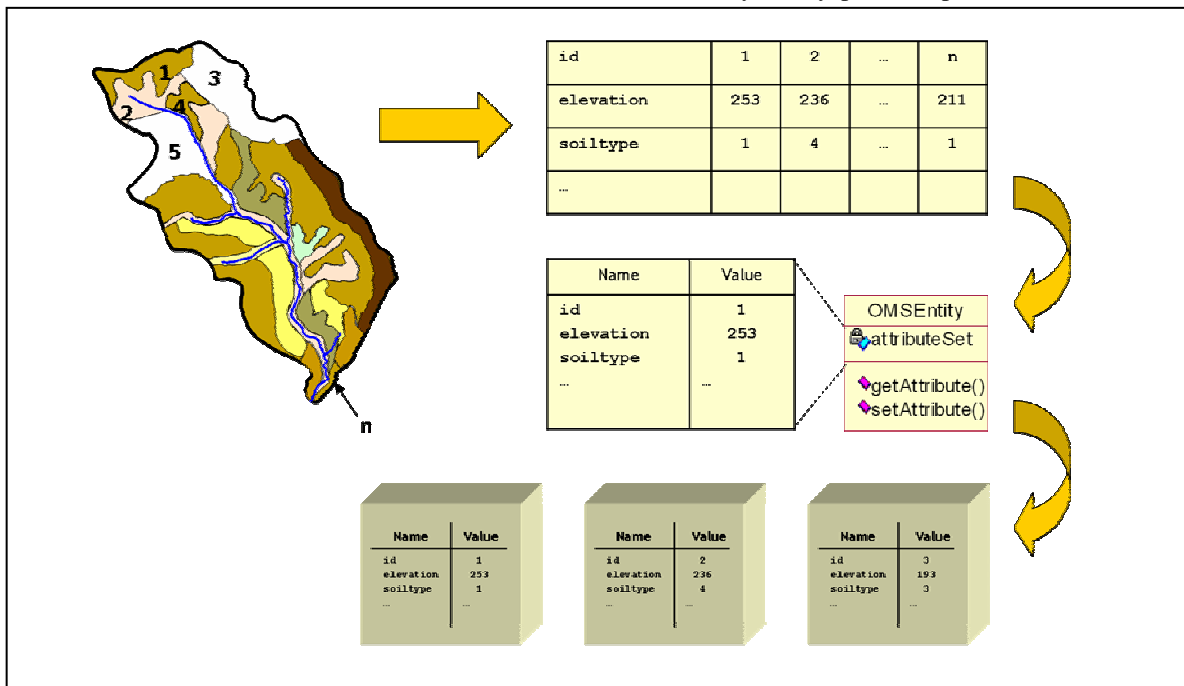 1
3
2
4
5
n
id 1 2 ... n
elevation 253 236 ... 211
soiltype 1 4 ... 1
...
Name Value
id 1
elevation 253
soiltype 1
... ...
OMSEntity
attributeSet
getAttribute()
setAttribute()
Name Value
id 1
elevation 253
soiltype 1
... ...
Name Value
id 2
elevation 236
soiltype 4
... ...
Name Value
id 3
elevation 193
soiltype 3
... ...